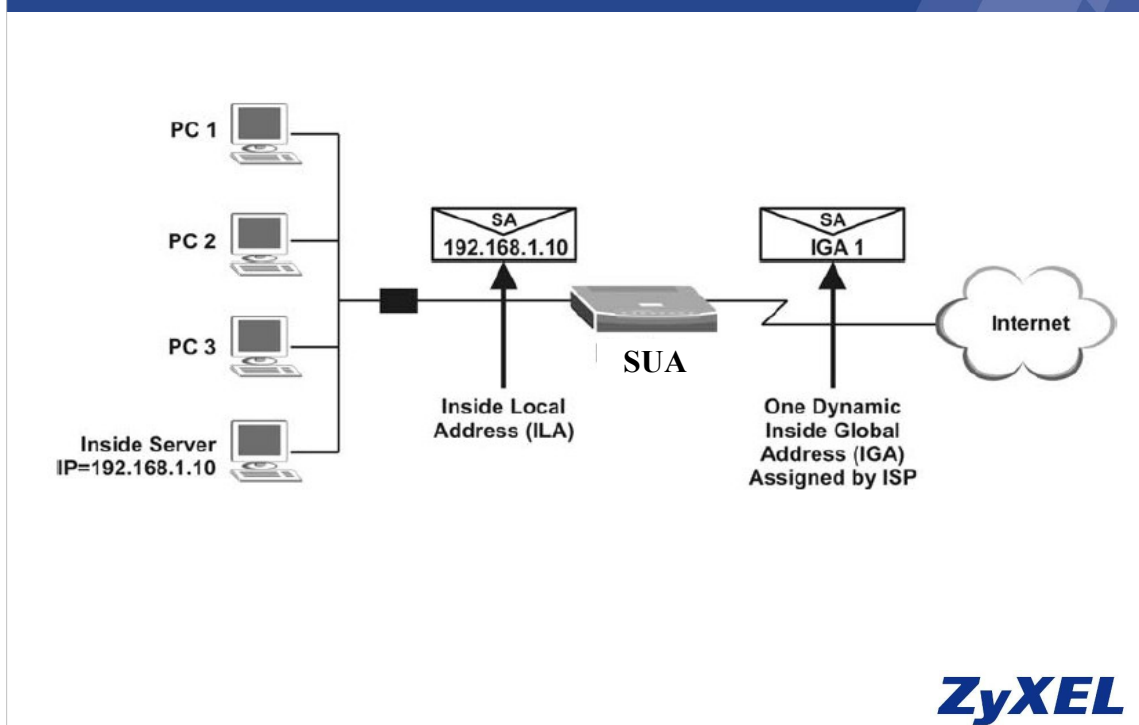 PC 1
PC 2
PC 3
Inside Server
IP=192.168.1.10
SA
192.168.1.10
Inside Local
Address (ILA)
SUA
SA
IGA 1
One Dynamic
Inside Global
Address (IGA)
Assigned by ISP
Internet
ZyXEL